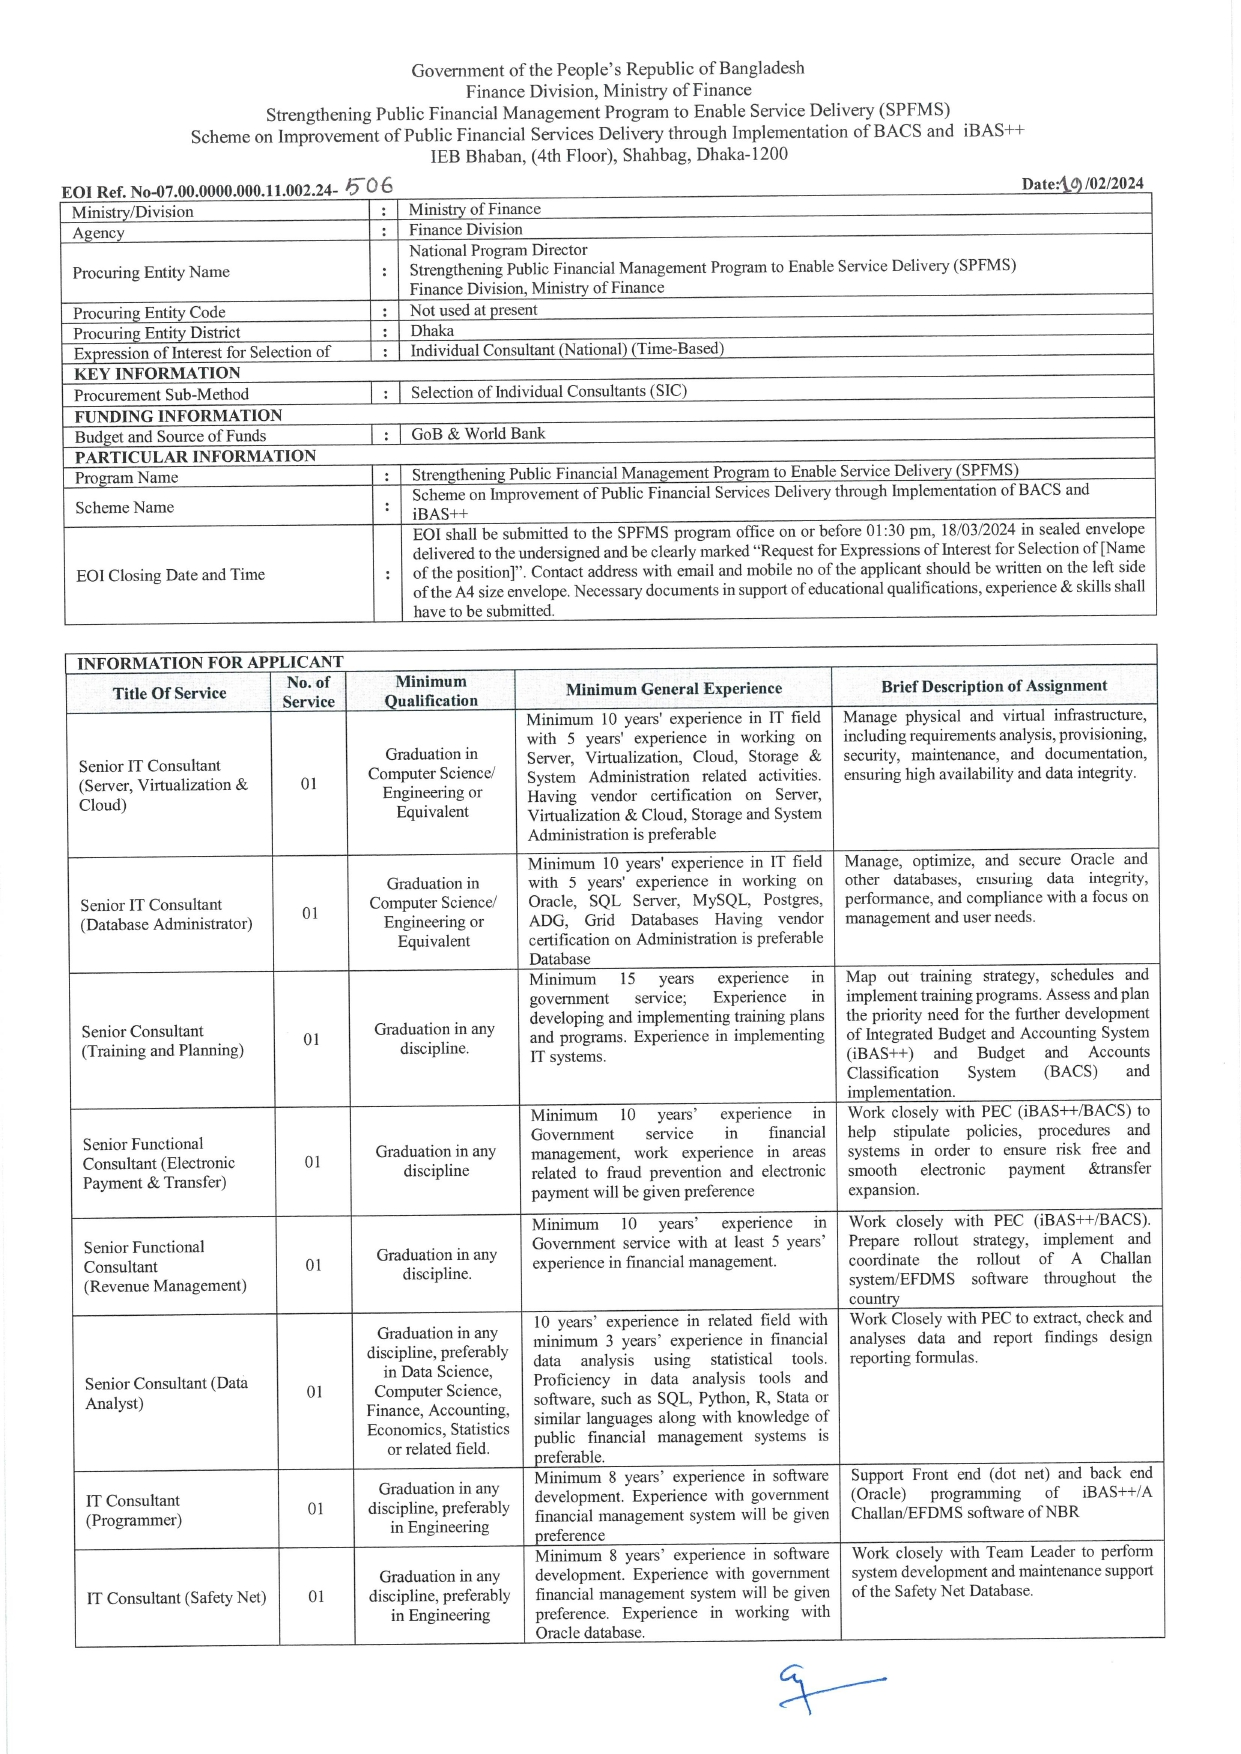 Government of the People's Republic of Bangladesh
Finance Division, Ministry of Finance
Strengthening Public Financial Management Program to Enable Service Delivery (SPFMS)
Scheme on Improvement of Public Financial Services Delivery through Implementation of BACS and iBAS++
IEB Bhaban, (4th Floor), Shahbag, Dhaka-1200
EOI Ref. No-07.00.0000.000.11.002.24- 506
Date:19/02/2024
Ministry/Division : Ministry of Finance
Agency : Finance Division
Procuring Entity Name : National Program Director
Strengthening Public Financial Management Program to Enable Service Delivery (SPFMS)
Finance Division, Ministry of Finance
Procuring Entity Code : Not used at present
Procuring Entity District : Dhaka
Expression of Interest for Selection of : Individual Consultant (National) (Time-Based)
KEY INFORMATION
Procurement Sub-Method : Selection of Individual Consultants (SIC)
FUNDING INFORMATION
Budget and Source of Funds : GoB & World Bank
PARTICULAR INFORMATION
Program Name : Strengthening Public Financial Management Program to Enable Service Delivery (SPFMS)
Scheme Name : Scheme on Improvement of Public Financial Services Delivery through Implementation of BACS and
iBAS++
EOI Closing Date and Time : EOI shall be submitted to the SPFMS program office on or before 01:30 pm, 18/03/2024 in sealed envelope
delivered to the undersigned and be clearly marked “Request for Expressions of Interest for Selection of [Name
of the position]”. Contact address with email and mobile no of the applicant should be written on the left side
of the A4 size envelope. Necessary documents in support of educational qualifications, experience & skills shall
have to be submitted.
INFORMATION FOR APPLICANT
Title Of Service
No. of
Service
Minimum
Qualification
Minimum General Experience
Brief Description of Assignment
Senior IT Consultant
(Server, Virtualization &
Cloud)
01
Graduation in
Computer Science/
Engineering or
Equivalent
Minimum 10 years' experience in IT field
with 5 years' experience in working on
Server, Virtualization, Cloud, Storage &
System Administration related activities.
Having vendor certification on Server,
Virtualization & Cloud, Storage and System
Administration is preferable
Manage physical and virtual infrastructure,
including requirements analysis, provisioning,
security, maintenance, and documentation,
ensuring high availability and data integrity.
Senior IT Consultant
(Database Administrator)
01
Graduation in
Computer Science/
Engineering or
Equivalent
Minimum 10 years' experience in IT field
with 5 years' experience in working on
Oracle, SQL Server, MySQL, Postgres,
ADG, Grid Databases Having vendor
certification on Administration is preferable
Database
Manage, optimize, and secure Oracle and
other databases, ensuring data integrity,
performance, and compliance with a focus on
management and user needs.
Senior Consultant
(Training and Planning)
01
Graduation in any
discipline.
Minimum 15 years experience in
government service; Experience in
developing and implementing training plans
and programs. Experience in implementing
IT systems.
Map out training strategy, schedules and
implement training programs. Assess and plan
the priority need for the further development
of Integrated Budget and Accounting System
(iBAS++) and Budget and Accounts
Classification System (BACS) and
implementation.
Senior Functional
Consultant (Electronic
Payment & Transfer)
01
Graduation in any
discipline
Minimum 10 years’ experience in
Government service in financial
management, work experience in areas
related to fraud prevention and electronic
payment will be given preference
Work closely with PEC (iBAS++/BACS) to
help stipulate policies, procedures and
systems in order to ensure risk free and
smooth electronic payment &transfer
expansion.
Senior Functional
Consultant
(Revenue Management)
01
Graduation in any
discipline.
Minimum 10 years’ experience in
Government service with at least 5 years’
experience in financial management.
Work closely with PEC (iBAS++/BACS).
Prepare rollout strategy, implement and
coordinate the rollout of A Challan
system/EFDMS software throughout the
country
Senior Consultant (Data
Analyst)
01
Graduation in any
discipline, preferably
in Data Science,
Computer Science,
Finance, Accounting,
Economics, Statistics
or related field.
10 years’ experience in related field with
minimum 3 years’ experience in financial
data analysis using statistical tools.
Proficiency in data analysis tools and
software, such as SQL, Python, R, Stata or
similar languages along with knowledge of
public financial management systems is
preferable.
Work Closely with PEC to extract, check and
analyses data and report findings design
reporting formulas.
IT Consultant
(Programmer)
01
Graduation in any
discipline, preferably
in Engineering
Minimum 8 years’ experience in software
development. Experience with government
financial management system will be given
preference
Support Front end (dot net) and back end
(Oracle) programming of iBAS++/A
Challan/EFDMS software of NBR
IT Consultant (Safety Net)
01
Graduation in any
discipline, preferably
in Engineering
Minimum 8 years’ experience in software
development. Experience with government
financial management system will be given
preference. Experience in working with
Oracle database.
Work closely with Team Leader to perform
system development and maintenance support
of the Safety Net Database.